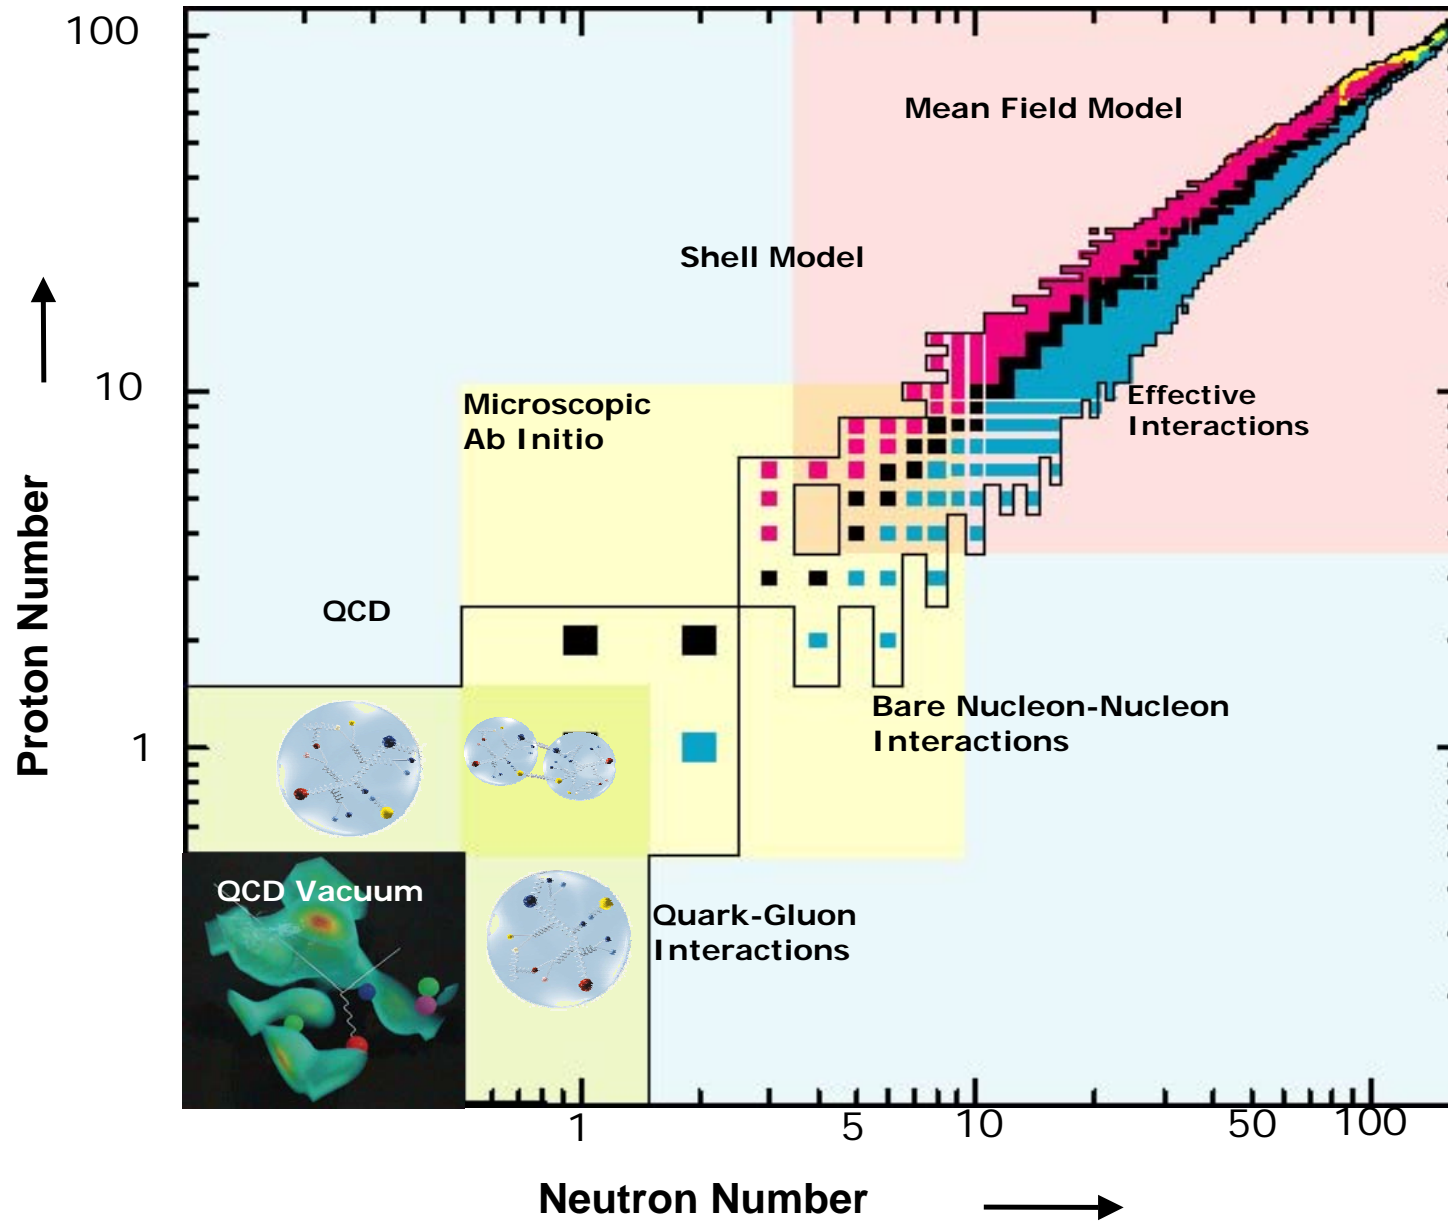 100
Mean Field Model
Shell Model
10
Effective
Interactions
Microscopic
Ab Initio
QCD
Bare Nucleon-Nucleon
Interactions
1
QCD Vacuum
Quark-Gluon
Interactions
Proton Number
1
5
10
50
100
Neutron Number